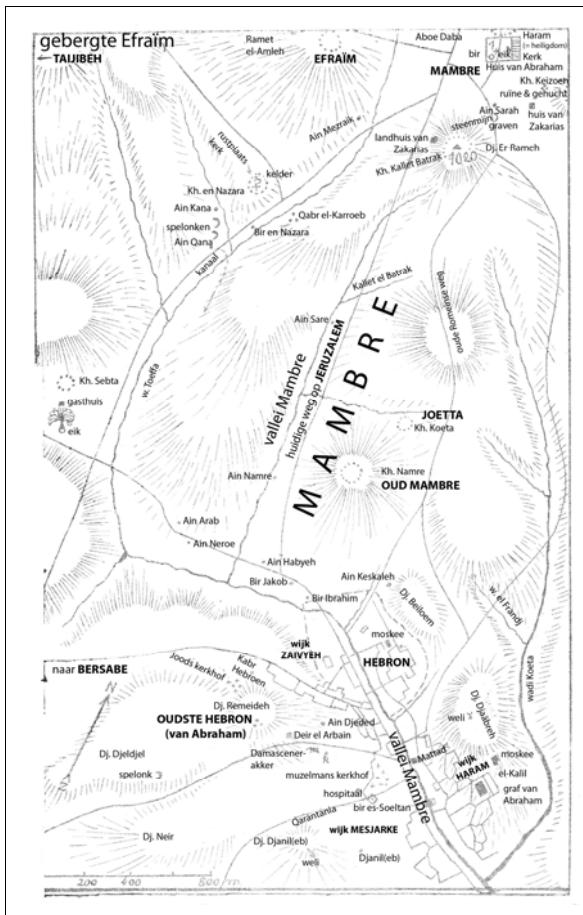 gebergte Efraïm
TAIJIBEH
Ramet
el-Amleh
EFRAÏM
Aboe Daba
bir
eik
Haram
(= heiligdom)
Kerk
MAMBRE
Huis van Abraham
Kh. Keizoen
ruïne & gehucht
Ain Sarah
huis van
Zakarias
steenmijn
graven
landhuis van
Zakarias
Dj. Er Rameh
1020
Kh. Kallet Batrak
Ain Mezraik
rustplaats
kerk
kelder
Kh. en Nazara
Ain Kana
spelonken
Ain Qana
Qabr el-Karroeb
Bir en Nazara
kanaal
Kallet el Batrak
oude Romeinse weg
Ain Sare
MAMBRE
vallei Mambre
huidige weg op JERUZALEM
w. Toeffa
Kh. Sebta
gasthuis
eik
JOETTA
Kh. Koeta
Ain Namre
Kh. Namre
OUD MAMBRE
Ain Arab
Ain Neroe
Ain Habyeh
Bir Jakob
Ain Keskaleh
Bir Ibrahim
Dj. Beiloem
w. el Frandj
wadi Koeta
wijk
ZAIVYEH
moskee
HEBRON
Kabr
Hebroen
Joods kerkhof
naar BERSABE
N
Dj. Remeideh
OUDSTE HEBRON
(van Abraham)
Ain Djeded
Deir el Arbain
Dj. Djaäbreh
weli
Dj. Djeldjel
Damascener-
akker
spelonk
muzelmans kerkhof
vallei Mambre
Mattad
wijk
HARAM
moskee
el-Kalil
graf van
Abraham
hospitaal
bir es-Soeltan
Qarantania
wijk MESJARKE
Dj. Neir
Dj. Djanil(eb)
weli
Djanil(eb)
200 400 800/m.